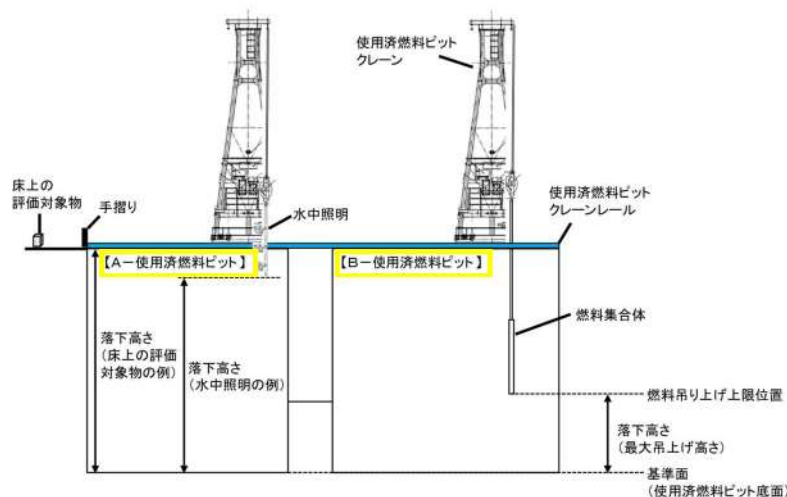 使用済燃料ピット
クレーン
床上の
評価対象物
手摺り
水中照明
使用済燃料ピット
クレーンレール
【A－使用済燃料ピット】
【B－使用済燃料ピット】
燃料集合体
落下高さ
（床上の評価
対象物の例）
落下高さ
（水中照明の例）
燃料吊り上げ上限位置
落下高さ
（最大吊上げ高さ）
基準面
（使用済燃料ピット底面）